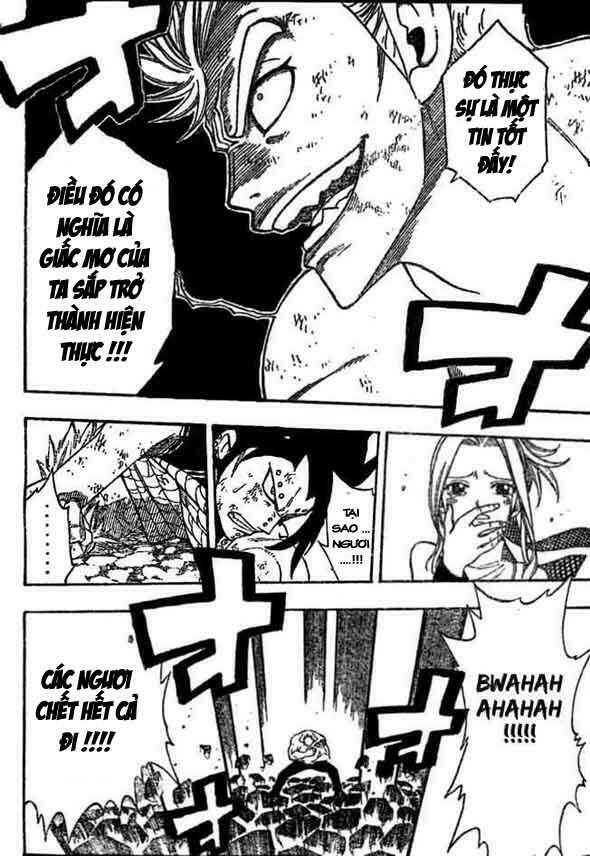 ĐÓ THỰC
SỰ LÀ MỘT
TIN TỐT
ĐẤY!
ĐIỀU ĐÓ CÓ
NGHĨA LÀ
GIẤC MƠ CỦA
TA SẮP TRỞ
THÀNH HIỆN
THỰC !!!
TẠI
SAO ...
NGƯƠI
....!!!
BWAHAH
AHAHAH
!!!!!
CÁC NGƯƠI
CHẾT HẾT CẢ
ĐI !!!!